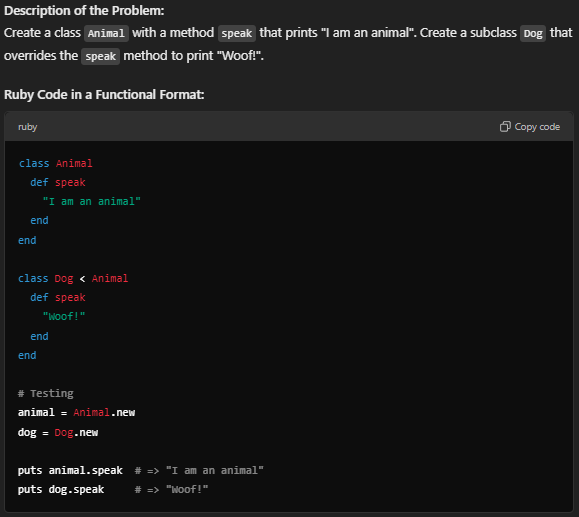 Description of the Problem:
Create a class Animal with a method speak that prints "I am an animal". Create a subclass Dog that
overrides the speak method to print "Woof!".
Ruby Code in a Functional Format:
ruby
Copy code
class Animal
  def speak
    "I am an animal"
  end
end

class Dog < Animal
  def speak
    "Woof!"
  end
end

# Testing
animal = Animal.new
dog = Dog.new

puts animal.speak  # => "I am an animal"
puts dog.speak     # => "Woof!"